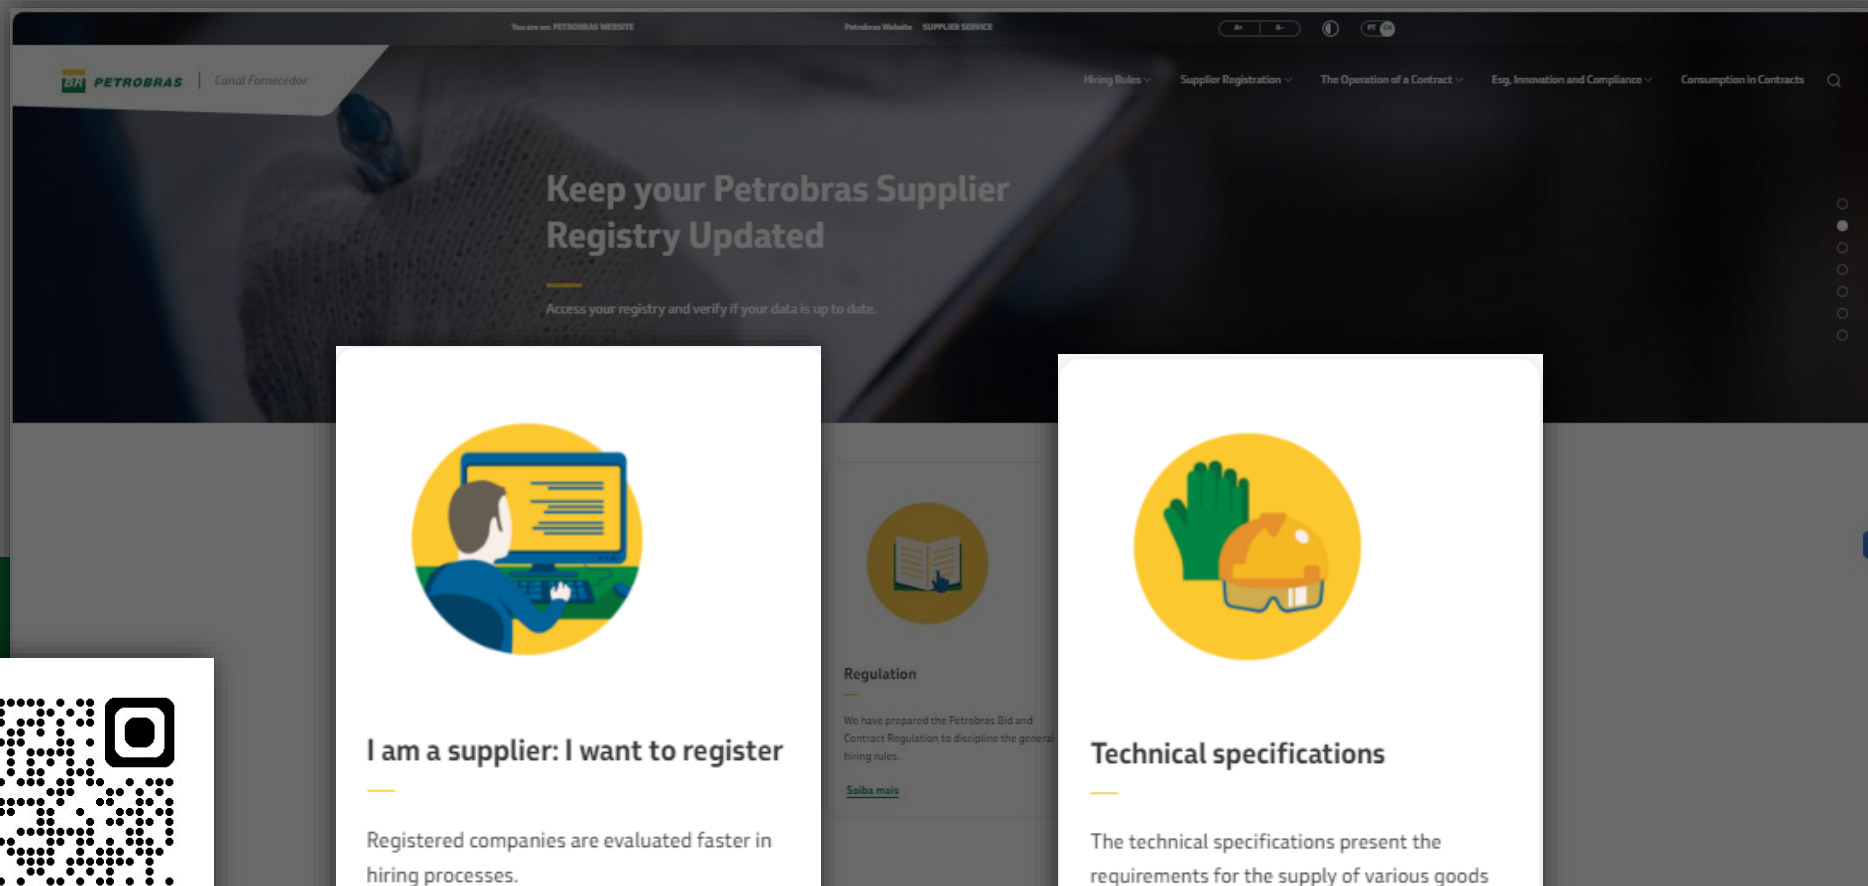 You are on: PETROBRAS WEBSITE
Petrobras Website SUPPLIER SERVICE
A+ A-
PT EN
BR PETROBRAS | Canal Fornecedor
Hiring Rules
Supplier Registration
The Operation of a Contract
Esg, Innovation and Compliance
Consumption in Contracts
Keep your Petrobras Supplier
Registry Updated
Access your registry and verify if your data is up to date.
I am a supplier: I want to register
Registered companies are evaluated faster in
hiring processes.
Regulation
We have prepared the Petrobras Bid and
Contract Regulation to discipline the general
hiring rules.
Saiba mais
Technical specifications
The technical specifications present the
requirements for the supply of various goods